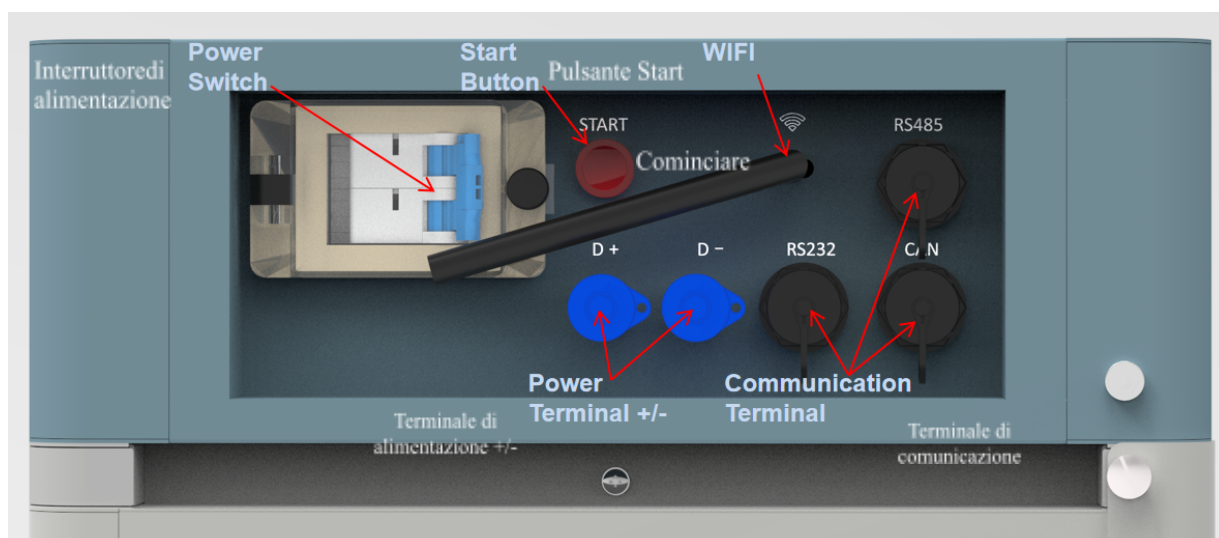 Interruttoredi
alimentazione
Power
Switch
Start
Button
Pulsante Start
WIFI
START
Cominciare
RS485
D +
D −
RS232
CAN
Power
Terminal +/-
Communication
Terminal
Terminale di
alimentazione +/-
Terminale di
comunicazione